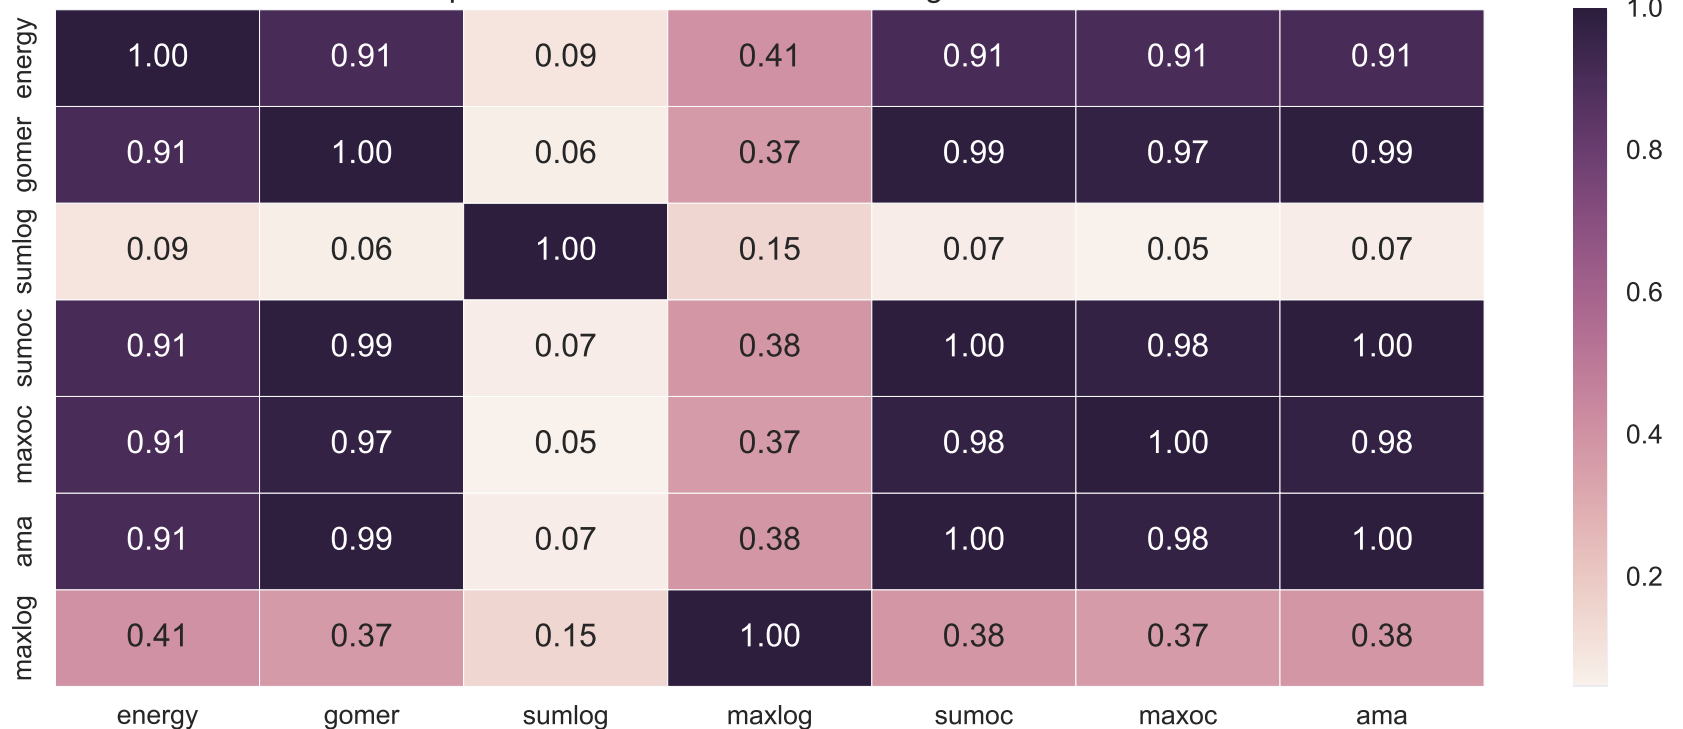 energy 1.00 0.91 0.09 0.41 0.91 0.91 0.91
gomer 0.91 1.00 0.06 0.37 0.99 0.97 0.99
sumlog 0.09 0.06 1.00 0.15 0.07 0.05 0.07
sumoc 0.91 0.99 0.07 0.38 1.00 0.98 1.00
maxoc 0.91 0.97 0.05 0.37 0.98 1.00 0.98
ama 0.91 0.99 0.07 0.38 1.00 0.98 1.00
maxlog 0.41 0.37 0.15 1.00 0.38 0.37 0.38
energy gomer sumlog maxlog sumoc maxoc ama
1.0
0.8
0.6
0.4
0.2